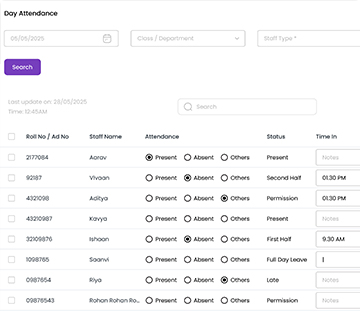 Day Attendance
05/05/2025 Class / Department Staff Type *
Search
Last update on: 28/05/2025
Time: 12:45AM
Search
Roll No / Ad No Staff Name Attendance Status Time In
2177084 Aarav Present Absent Others Present Notes
92187 Vivaan Present Absent Others Second Half 01:30 PM
4321098 Aditya Present Absent Others Permission 01:30 PM
43210987 Kavya Present Absent Others Present Notes
32109876 Ishaan Present Absent Others First Half 9.30 AM
1098765 Saanvi Present Absent Others Full Day Leave
0987654 Riya Present Absent Others Late Notes
09876543 Rohan Rohan Ro... Present Absent Others Permission Notes